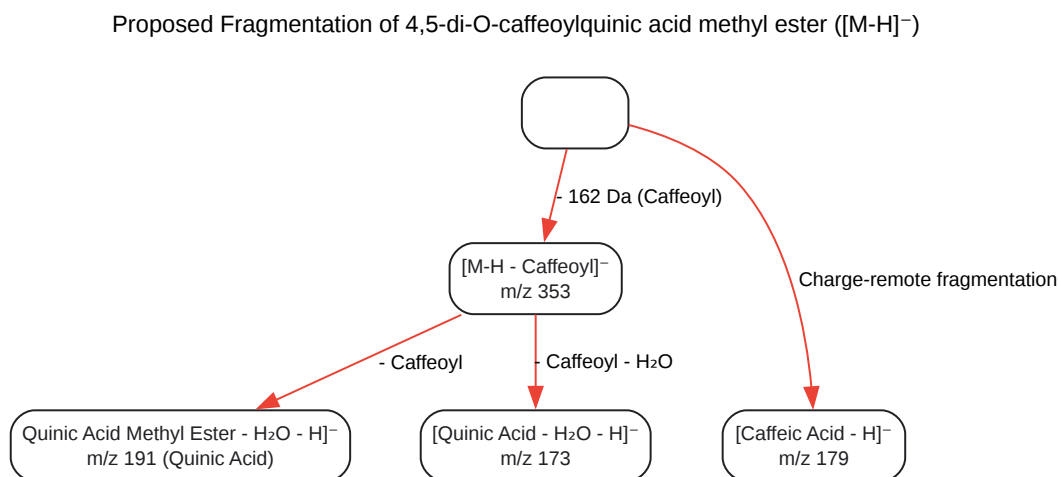 Proposed Fragmentation of 4,5-di-O-caffeoylquinic acid methyl ester ([M-H]⁻)
- 162 Da (Caffeoyl)
[M-H - Caffeoyl]⁻
m/z 353
Charge-remote fragmentation
- Caffeoyl
- Caffeoyl - H₂O
Quinic Acid Methyl Ester - H₂O - H]⁻
m/z 191 (Quinic Acid)
[Quinic Acid - H₂O - H]⁻
m/z 173
[Caffeic Acid - H]⁻
m/z 179